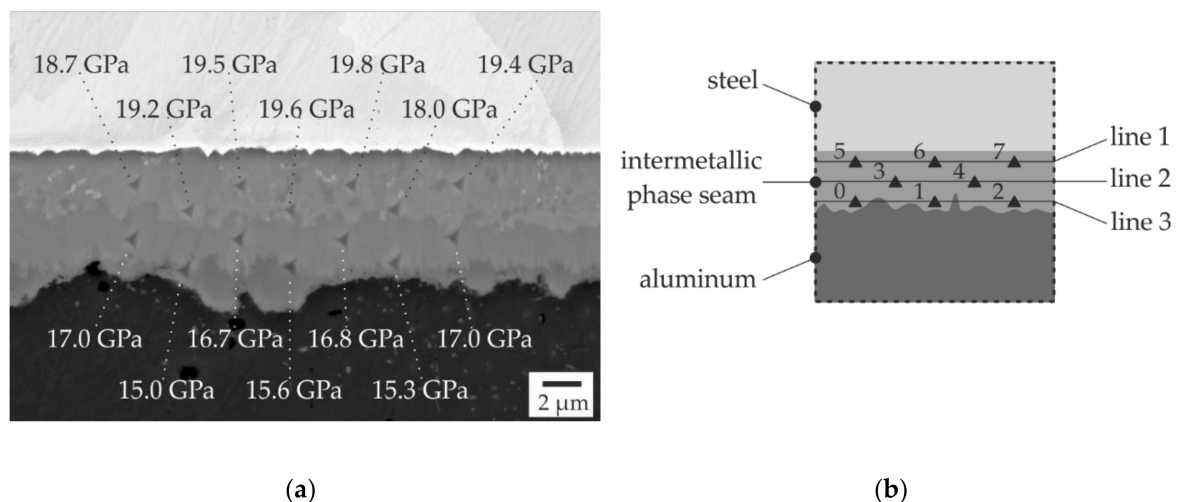 18.7 GPa 19.5 GPa 19.8 GPa 19.4 GPa
19.2 GPa 19.6 GPa 18.0 GPa
17.0 GPa 16.7 GPa 16.8 GPa 17.0 GPa
15.0 GPa 15.6 GPa 15.3 GPa
2 µm
(a)
steel
intermetallic
phase seam
aluminum
5 6 7
3 4
0 1 2
line 1
line 2
line 3
(b)